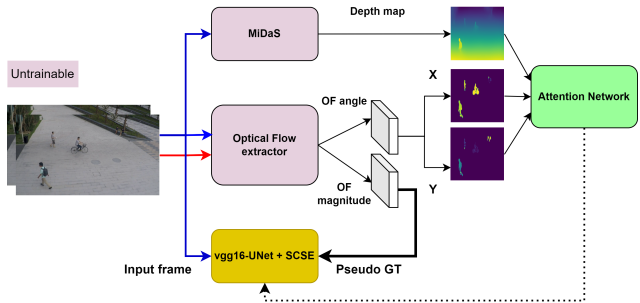 Depth map
MiDaS
Untrainable
X
OF angle
Attention Network
Optical Flow
extractor
OF
magnitude
Y
vgg16-UNet + SCSE
Input frame
Pseudo GT